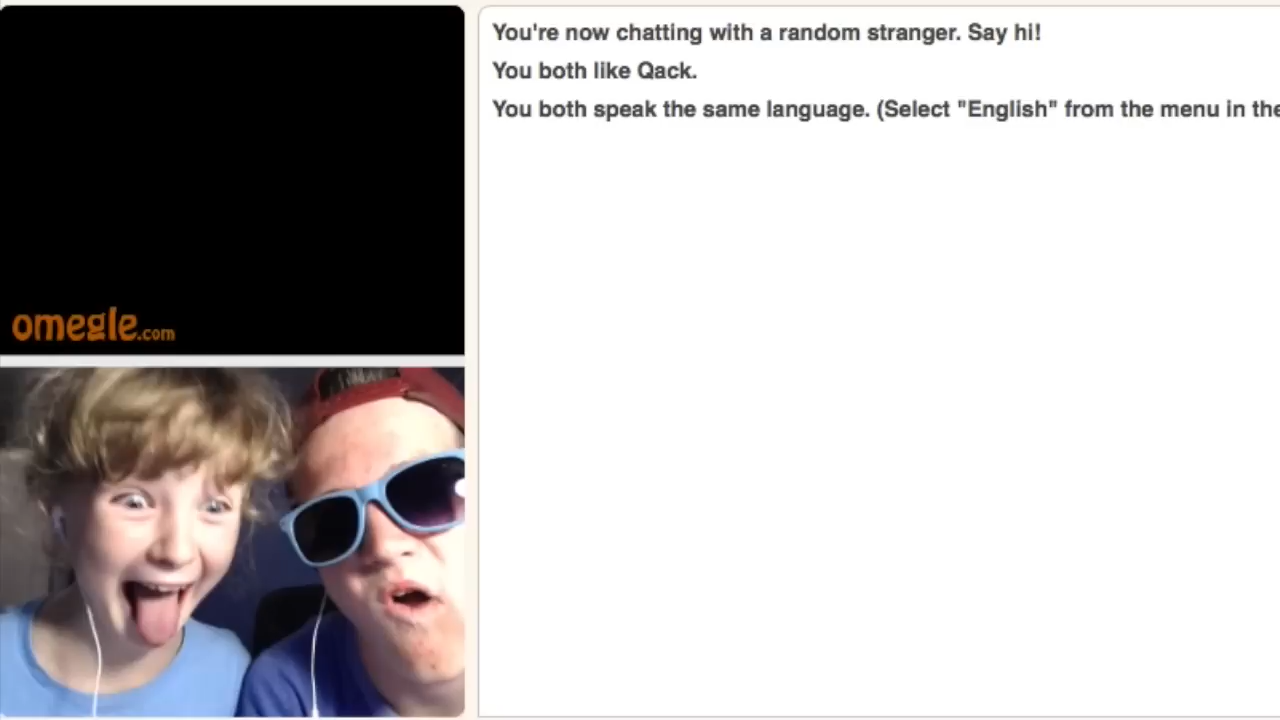 You're now chatting with a random stranger. Say hi!
You both like Qack.
You both speak the same language. (Select "English" from the menu in the
omegle.com